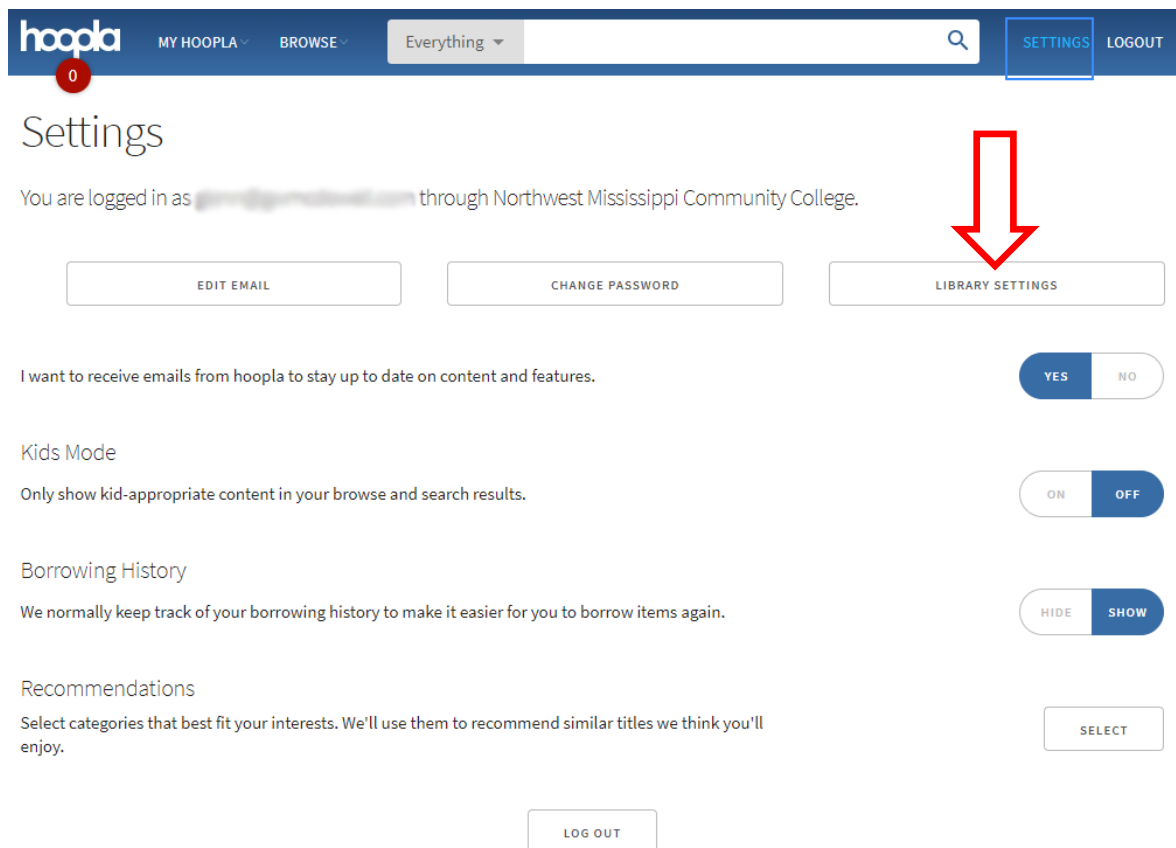 hoopla MY HOOPLA BROWSE Everything SETTINGS LOGOUT
0
Settings
You are logged in as through Northwest Mississippi Community College.
EDIT EMAIL CHANGE PASSWORD LIBRARY SETTINGS
I want to receive emails from hoopla to stay up to date on content and features. YES NO
Kids Mode
Only show kid-appropriate content in your browse and search results. ON OFF
Borrowing History
We normally keep track of your borrowing history to make it easier for you to borrow items again. HIDE SHOW
Recommendations
Select categories that best fit your interests. We'll use them to recommend similar titles we think you'll
enjoy.
SELECT
LOG OUT